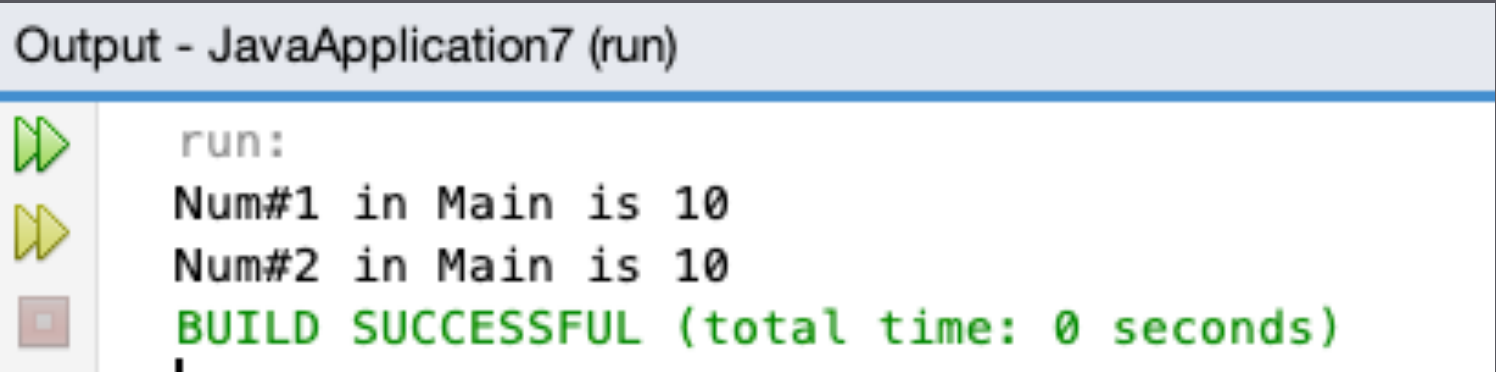 Output - JavaApplication7 (run)
run:
Num#1 in Main is 10
Num#2 in Main is 10
BUILD SUCCESSFUL (total time: 0 seconds)